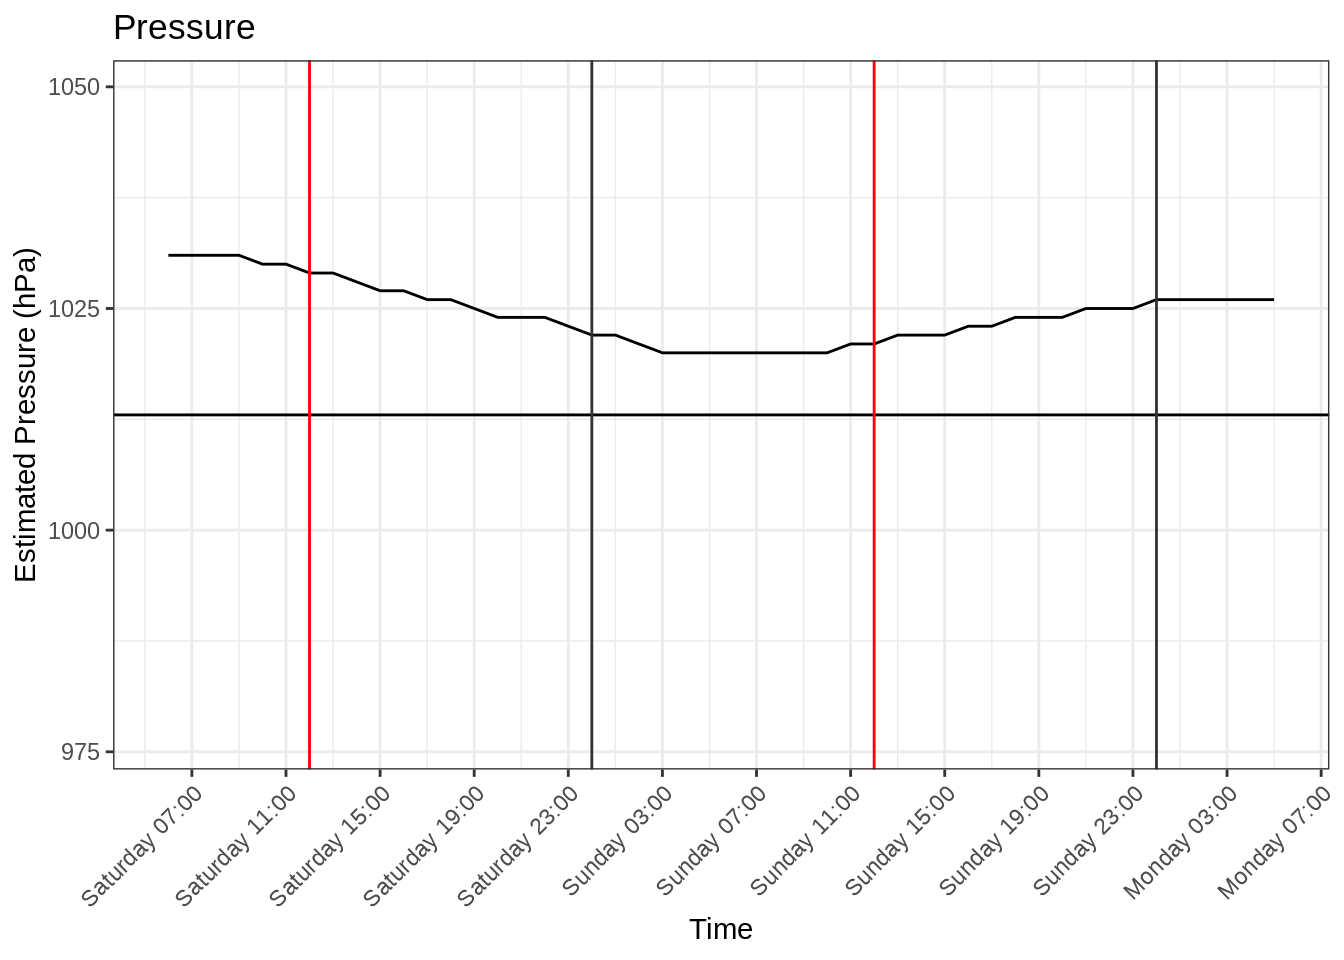 Pressure
Estimated Pressure (hPa)
1050
1025
1000
975
Saturday 07:00
Saturday 11:00
Saturday 15:00
Saturday 19:00
Saturday 23:00
Sunday 03:00
Sunday 07:00
Sunday 11:00
Sunday 15:00
Sunday 19:00
Sunday 23:00
Monday 03:00
Monday 07:00
Time